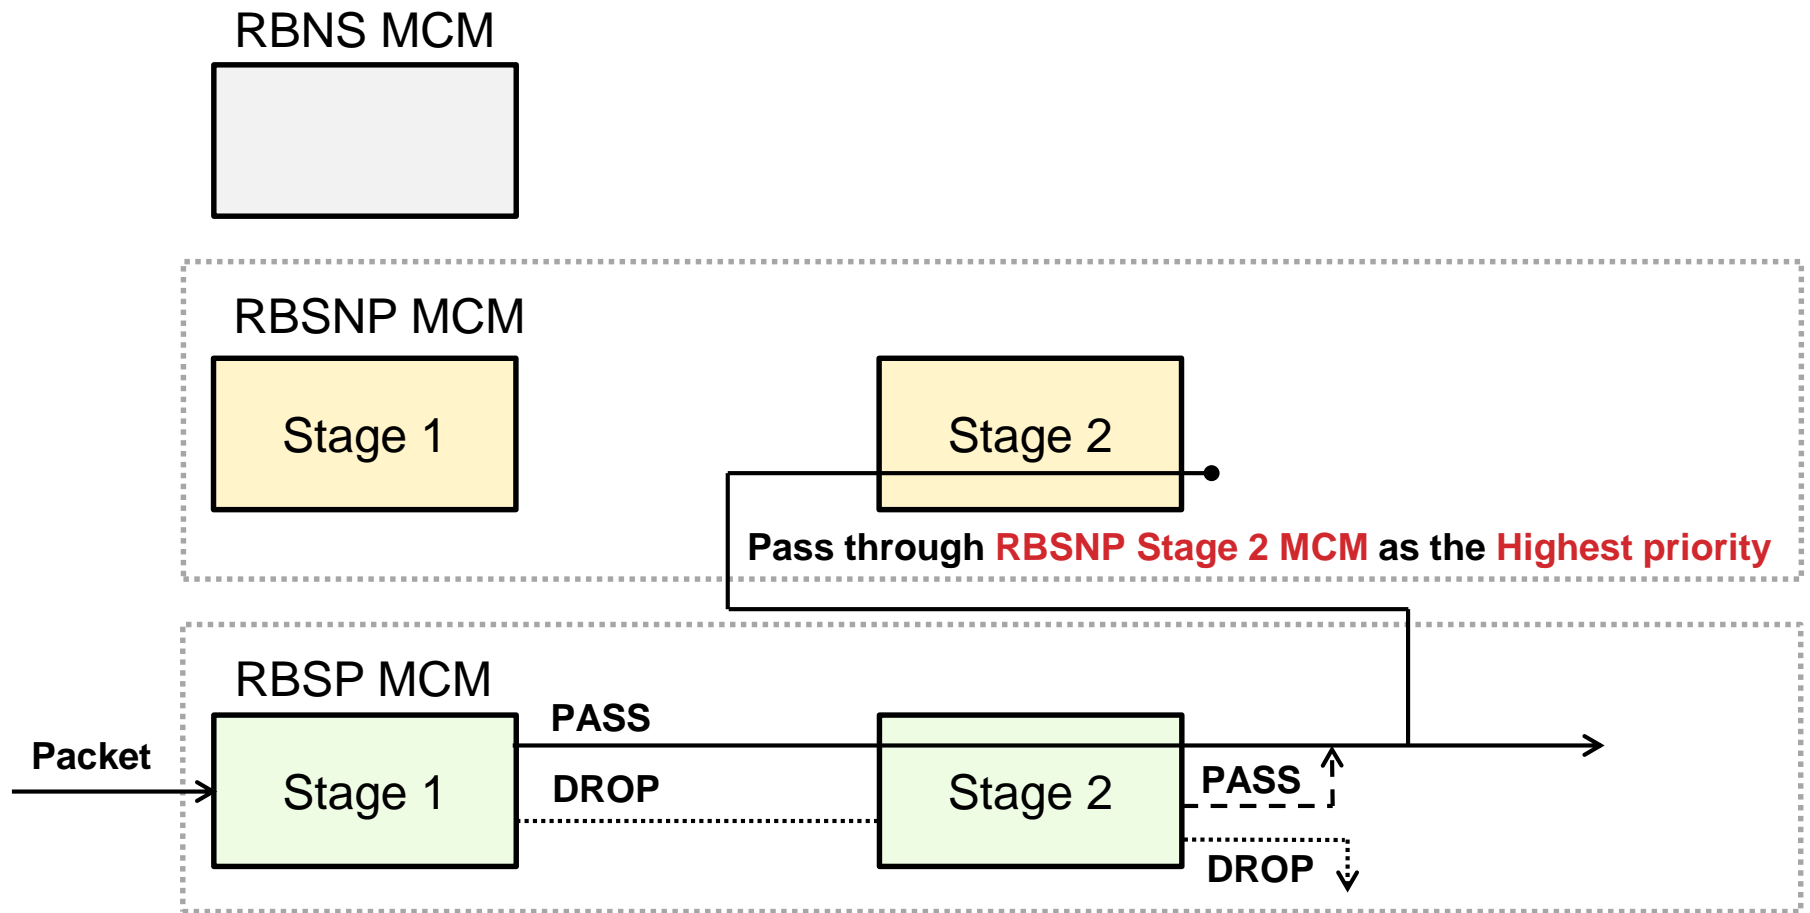 RBNS MCM
RBSNP MCM
Stage 1
Stage 2
Pass through RBSNP Stage 2 MCM as the Highest priority
RBSP MCM
Packet
Stage 1
PASS
DROP
Stage 2
PASS
DROP